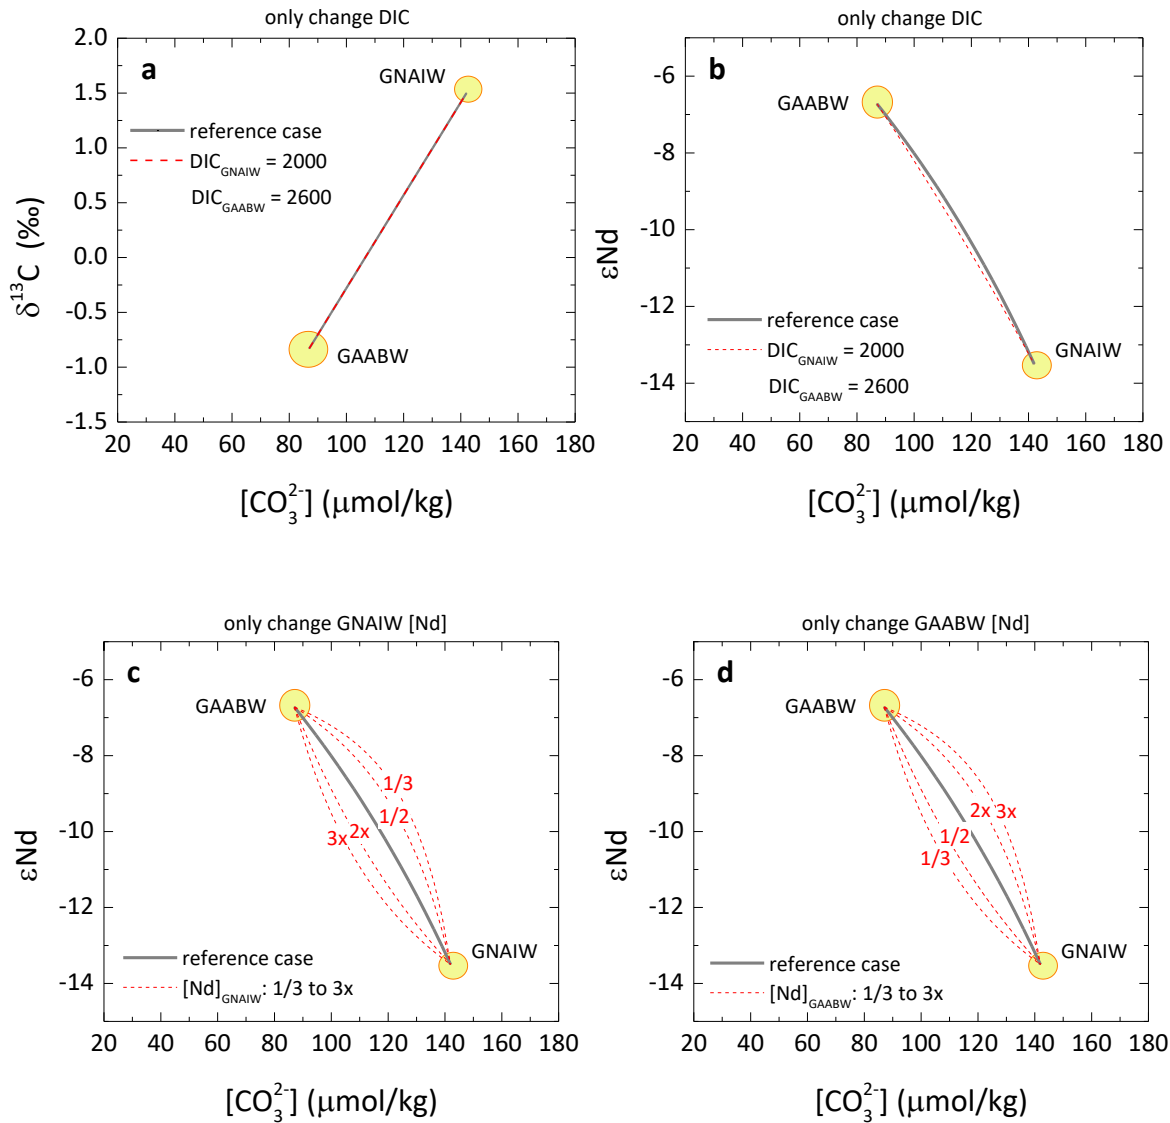 only change DIC
a
2.0
1.5
1.0
0.5
0.0
-0.5
-1.0
-1.5
δ¹³C (‰)
GNAIW
reference case
DIC_GNAIW = 2000
DIC_GAABW = 2600
GAABW
20 40 60 80 100 120 140 160 180
[CO₃²⁻] (μmol/kg)
only change DIC
b
-6
-8
-10
-12
-14
εNd
GAABW
reference case
DIC_GNAIW = 2000
DIC_GAABW = 2600
GNAIW
20 40 60 80 100 120 140 160 180
[CO₃²⁻] (μmol/kg)
only change GNAIW [Nd]
c
-6
-8
-10
-12
-14
εNd
GAABW
1/3
1/2
3x 2x
GNAIW
reference case
[Nd]_GNAIW: 1/3 to 3x
20 40 60 80 100 120 140 160 180
[CO₃²⁻] (μmol/kg)
only change GAABW [Nd]
d
-6
-8
-10
-12
-14
εNd
GAABW
2x 3x
1/2
1/3
GNAIW
reference case
[Nd]_GAABW: 1/3 to 3x
20 40 60 80 100 120 140 160 180
[CO₃²⁻] (μmol/kg)